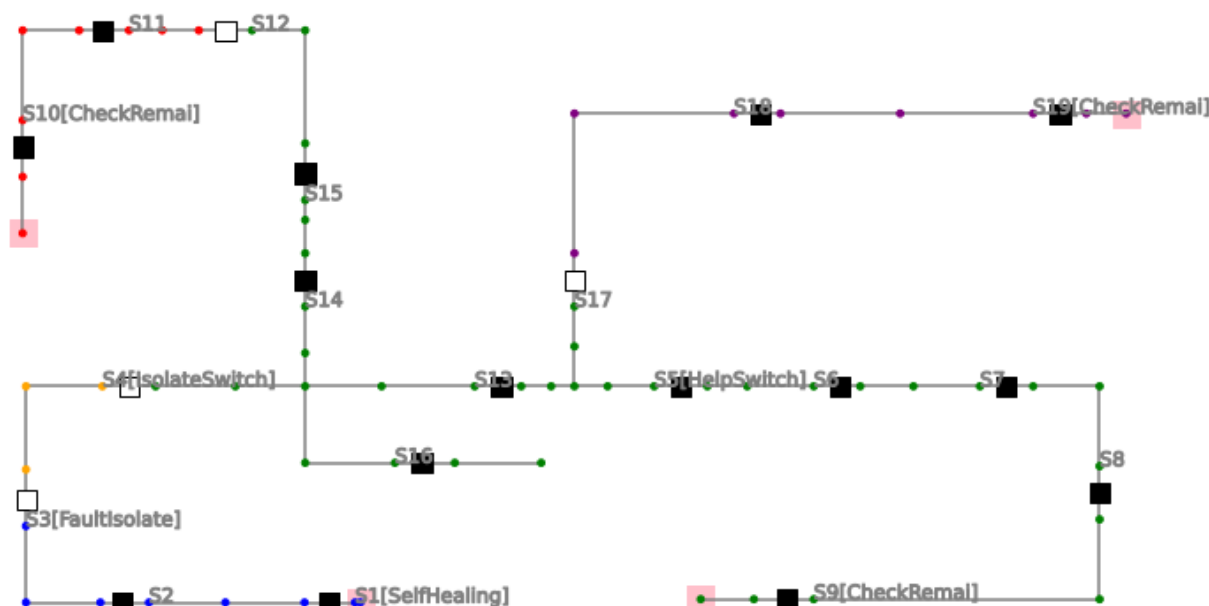 S11
S12
S10[CheckRemai]
S18
S19[CheckRemai]
S15
S14
S17
S4[IsolateSwitch]
S13
S5[HelpSwitch]
S6
S7
S16
S8
S3[FaultIsolate]
S2
S1[SelfHealing]
S9[CheckRemai]